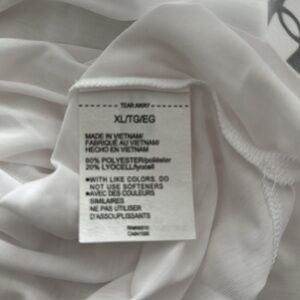 TEAR AWAY
XL/TG/EG
MADE IN VIETNAM/
FABRIQUÉ AU VIETNAM/
HECHO EN VIETNAM
80% POLYESTER/poliéster
20% LYOCELL/lyocell
■WITH LIKE COLORS. DO
NOT USE SOFTENERS
■AVEC DES COULEURS
SIMILAIRES
NE PAS UTILISER
D'ASSOUPLISSANTS